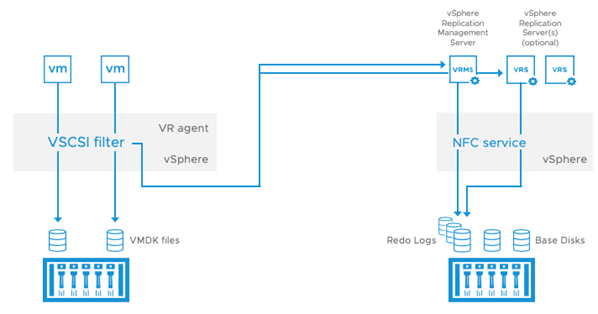 vSphere
Replication
Management
Server
vSphere
Replication
Server(s)
(optional)
vm
vm
VRMS
VRS
VRS
VR agent
VSCSI filter
vSphere
NFC service
vSphere
VMDK files
Redo Logs
Base Disks